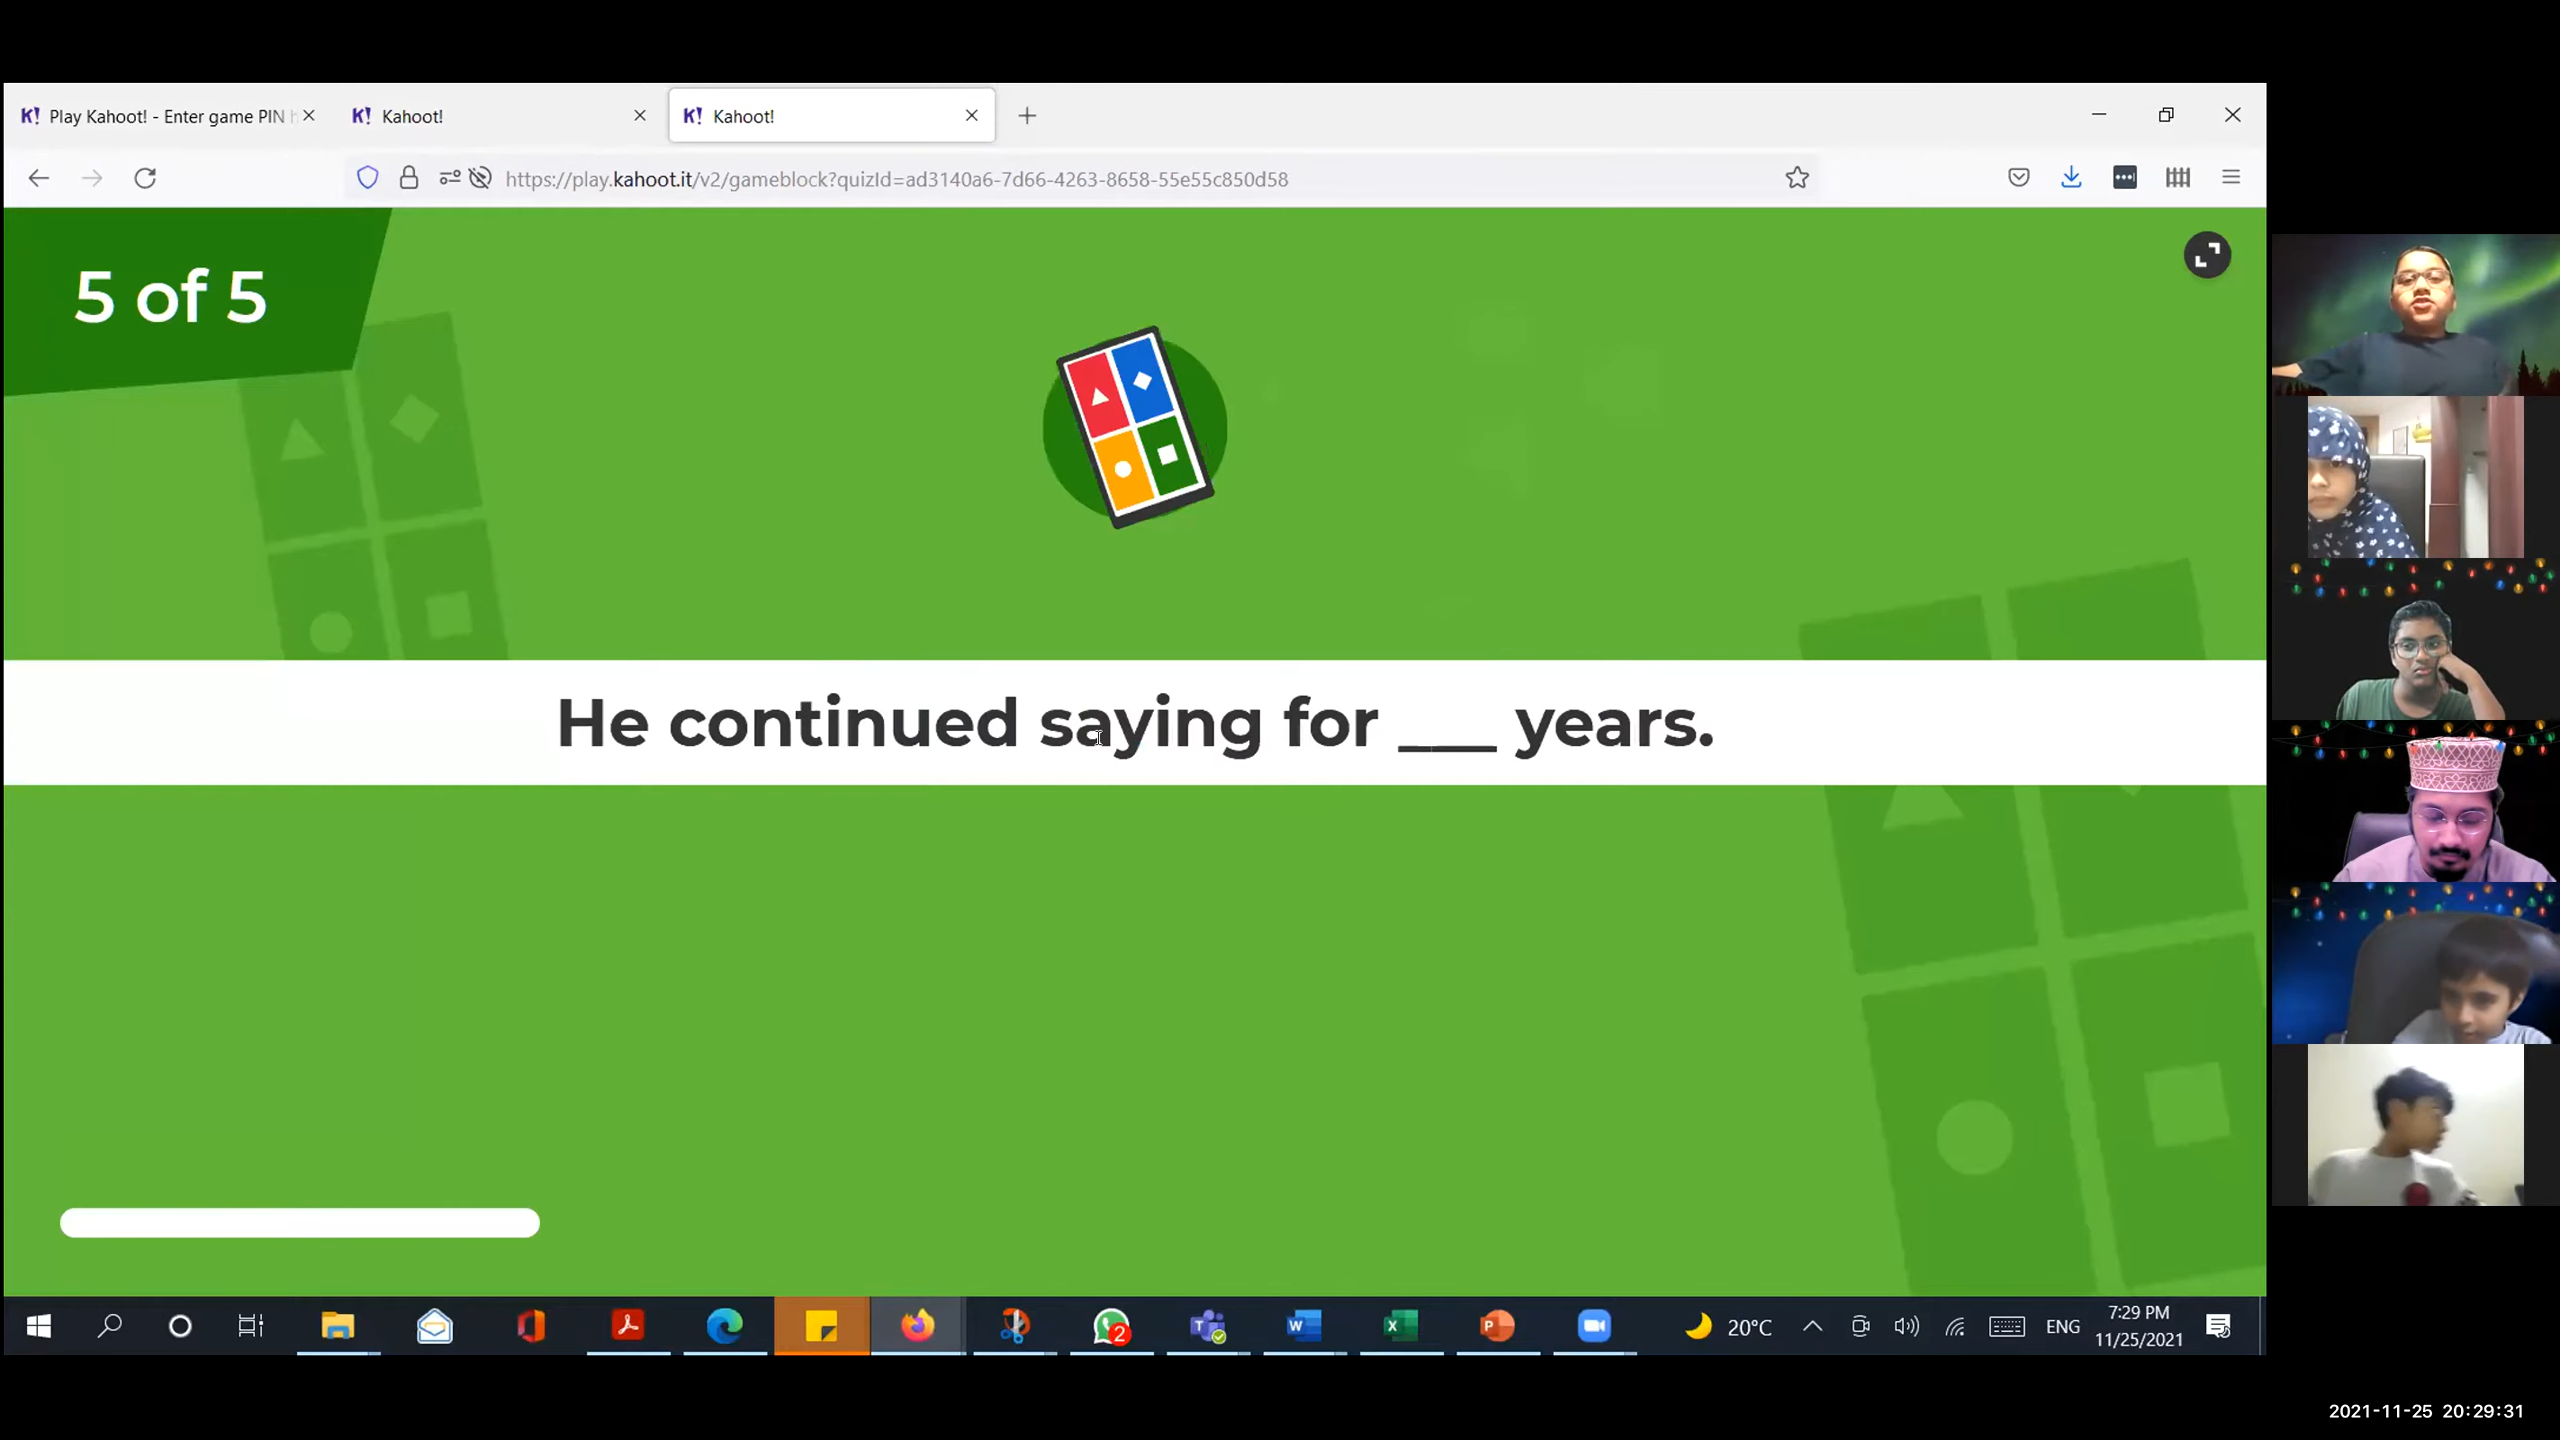 K! Play Kahoot! - Enter game PIN h
K! Kahoot!
K! Kahoot!
https://play.kahoot.it/v2/gameblock?quizId=ad3140a6-7d66-4263-8658-55e55c850d58
5 of 5
He continued saying for ___ years.
2
20°C
ENG
7:29 PM
11/25/2021
2021-11-25 20:29:31